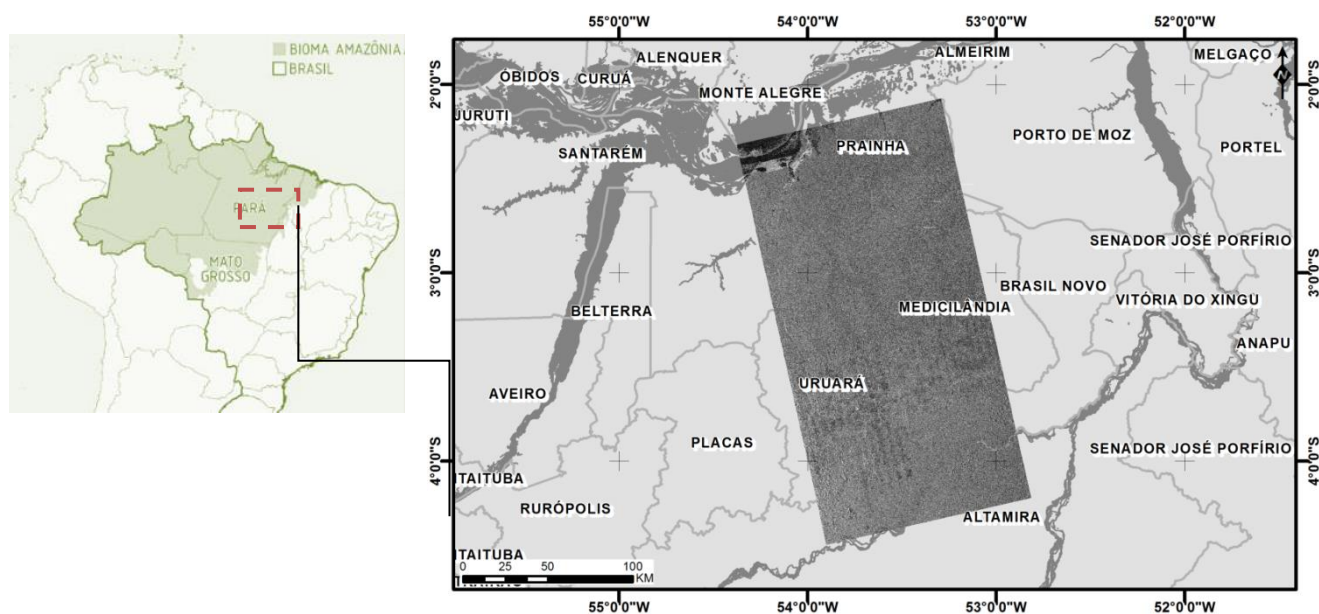 BIOMA AMAZÔNIA
BRASIL
PARÁ
MATO
GROSSO
55°0'0"W 54°0'0"W 53°0'0"W 52°0'0"W
ALENQUER ALMEIRIM MELGAÇO
N
ÓBIDOS CURUÁ
2°0'0"S 2°0'0"S
MONTE ALEGRE
JURUTI
PORTO DE MOZ
SANTARÉM PRAINHA PORTEL
SENADOR JOSÉ PORFÍRIO
3°0'0"S 3°0'0"S
BRASIL NOVO
VITÓRIA DO XINGU
BELTERRA MEDICILÂNDIA
ANAPU
URUARÁ
AVEIRO
PLACAS SENADOR JOSÉ PORFÍRIO
4°0'0"S 4°0'0"S
ITAITUBA
RURÓPOLIS
ALTAMIRA
ITAITUBA
0 25 50 100
KM
55°0'0"W 54°0'0"W 53°0'0"W 52°0'0"W